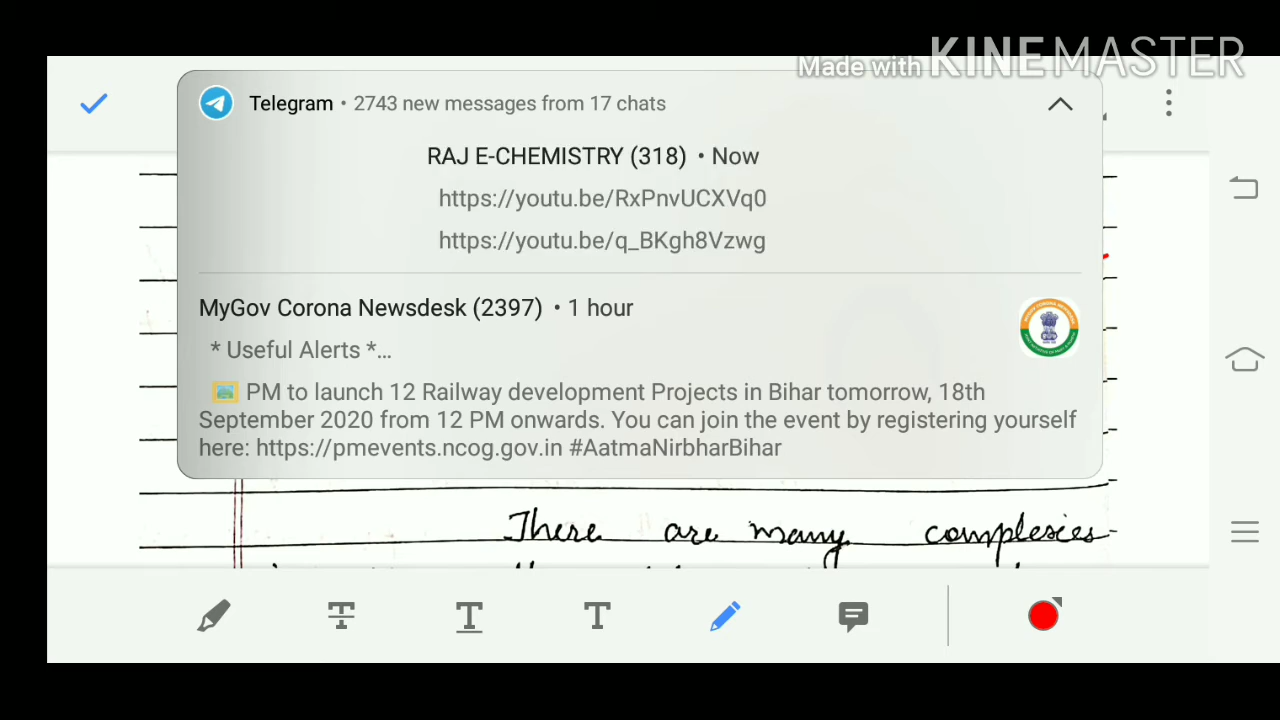 Made with KINEMASTER
Telegram • 2743 new messages from 17 chats
RAJ E-CHEMISTRY (318) • Now
https://youtu.be/RxPnvUCXVq0
https://youtu.be/q_BKgh8Vzwg
MyGov Corona Newsdesk (2397) • 1 hour
* Useful Alerts *...
PM to launch 12 Railway development Projects in Bihar tomorrow, 18th
September 2020 from 12 PM onwards. You can join the event by registering yourself
here: https://pmevents.ncog.gov.in #AatmaNirbharBihar
There are many complexies
T T T